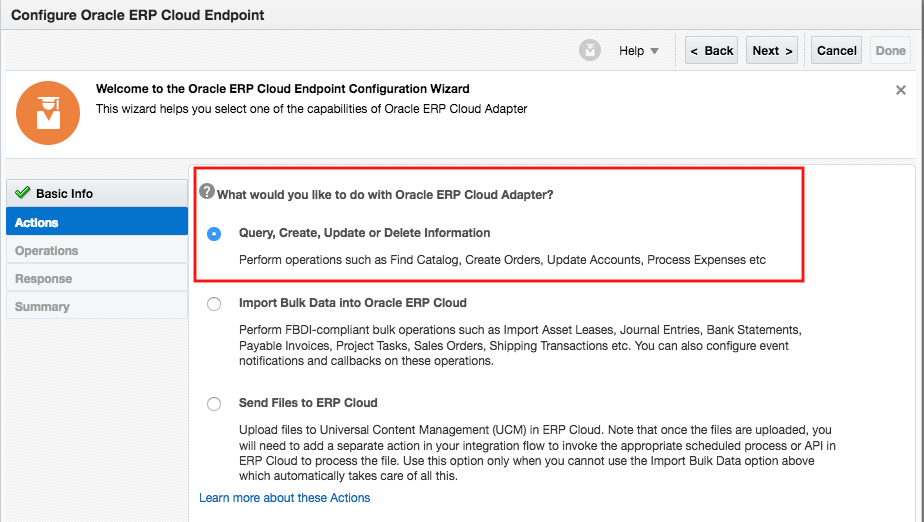 Configure Oracle ERP Cloud Endpoint
Help
< Back
Next >
Cancel
Done
Welcome to the Oracle ERP Cloud Endpoint Configuration Wizard
This wizard helps you select one of the capabilities of Oracle ERP Cloud Adapter
Basic Info
Actions
Operations
Response
Summary
? What would you like to do with Oracle ERP Cloud Adapter?
Query, Create, Update or Delete Information
Perform operations such as Find Catalog, Create Orders, Update Accounts, Process Expenses etc
Import Bulk Data into Oracle ERP Cloud
Perform FBDI-compliant bulk operations such as Import Asset Leases, Journal Entries, Bank Statements,
Payable Invoices, Project Tasks, Sales Orders, Shipping Transactions etc. You can also configure event
notifications and callbacks on these operations.
Send Files to ERP Cloud
Upload files to Universal Content Management (UCM) in ERP Cloud. Note that once the files are uploaded, you
will need to add a separate action in your integration flow to invoke the appropriate scheduled process or API in
ERP Cloud to process the file. Use this option only when you cannot use the Import Bulk Data option above
which automatically takes care of all this.
Learn more about these Actions